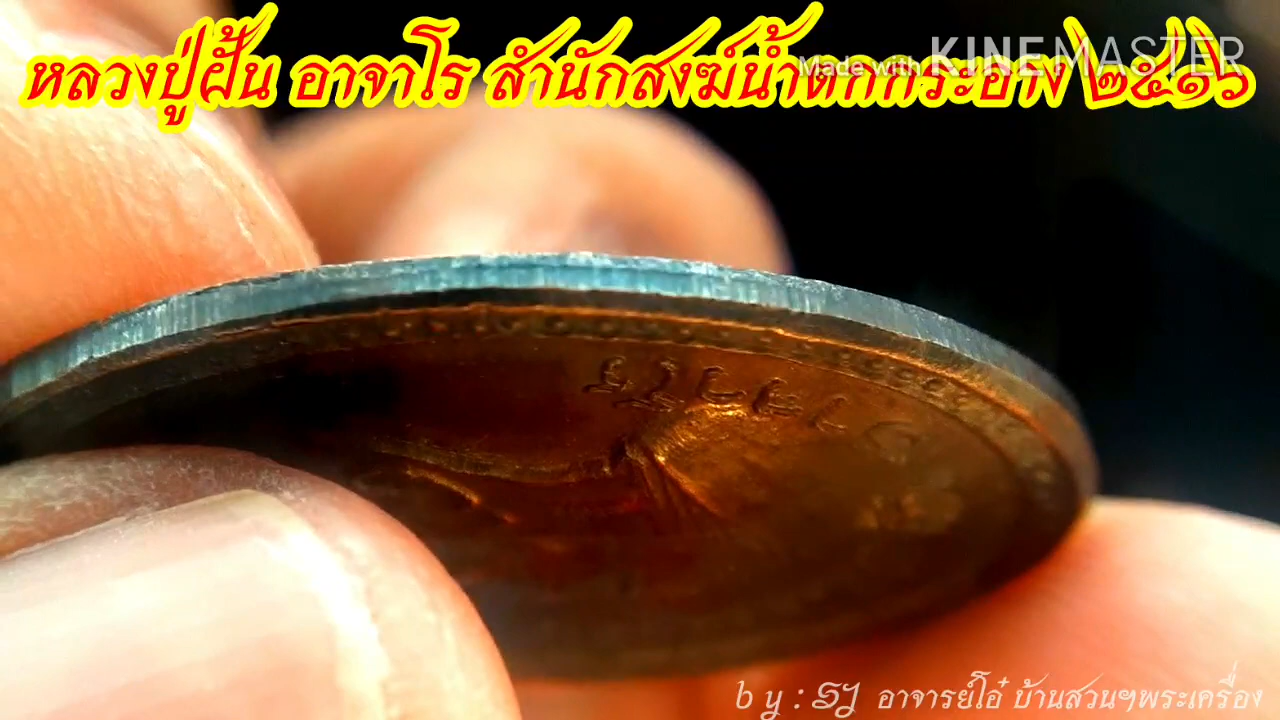 หลวงปู่ฝั้น อาจาโร สำนักสงฆ์น้ำตกกระอาง ๒๕๑๖
Made with KINEMASTER
by : SJ อาจารย์โอ๋ บ้านสวนฯพระเครื่อง